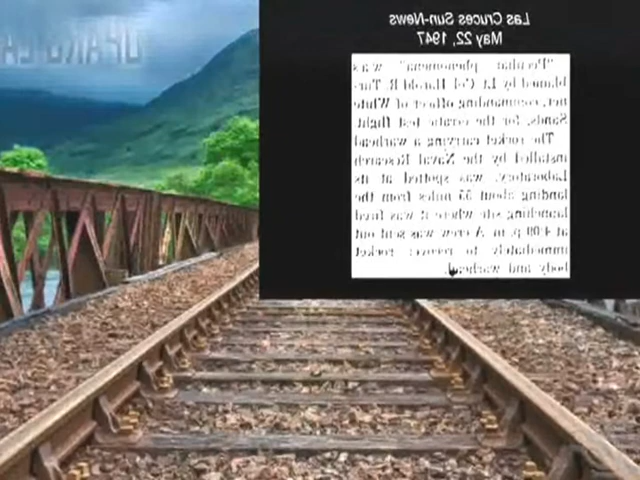 Las Cruces Sun-News
May 22, 1947
"Peculiar phenomena" was
blamed by Lt. Col. Harold R. Tur-
ner, commanding officer of White
Sands, for the erratic test flight.
The rocket carrying a warhead
installed by the Naval Research
Laboratory, was spotted at its
landing about 55 miles from the
launching site where it was fired
at 4:08 p. m. A crew was sent out
immediately to recover rocket
body and warhead.